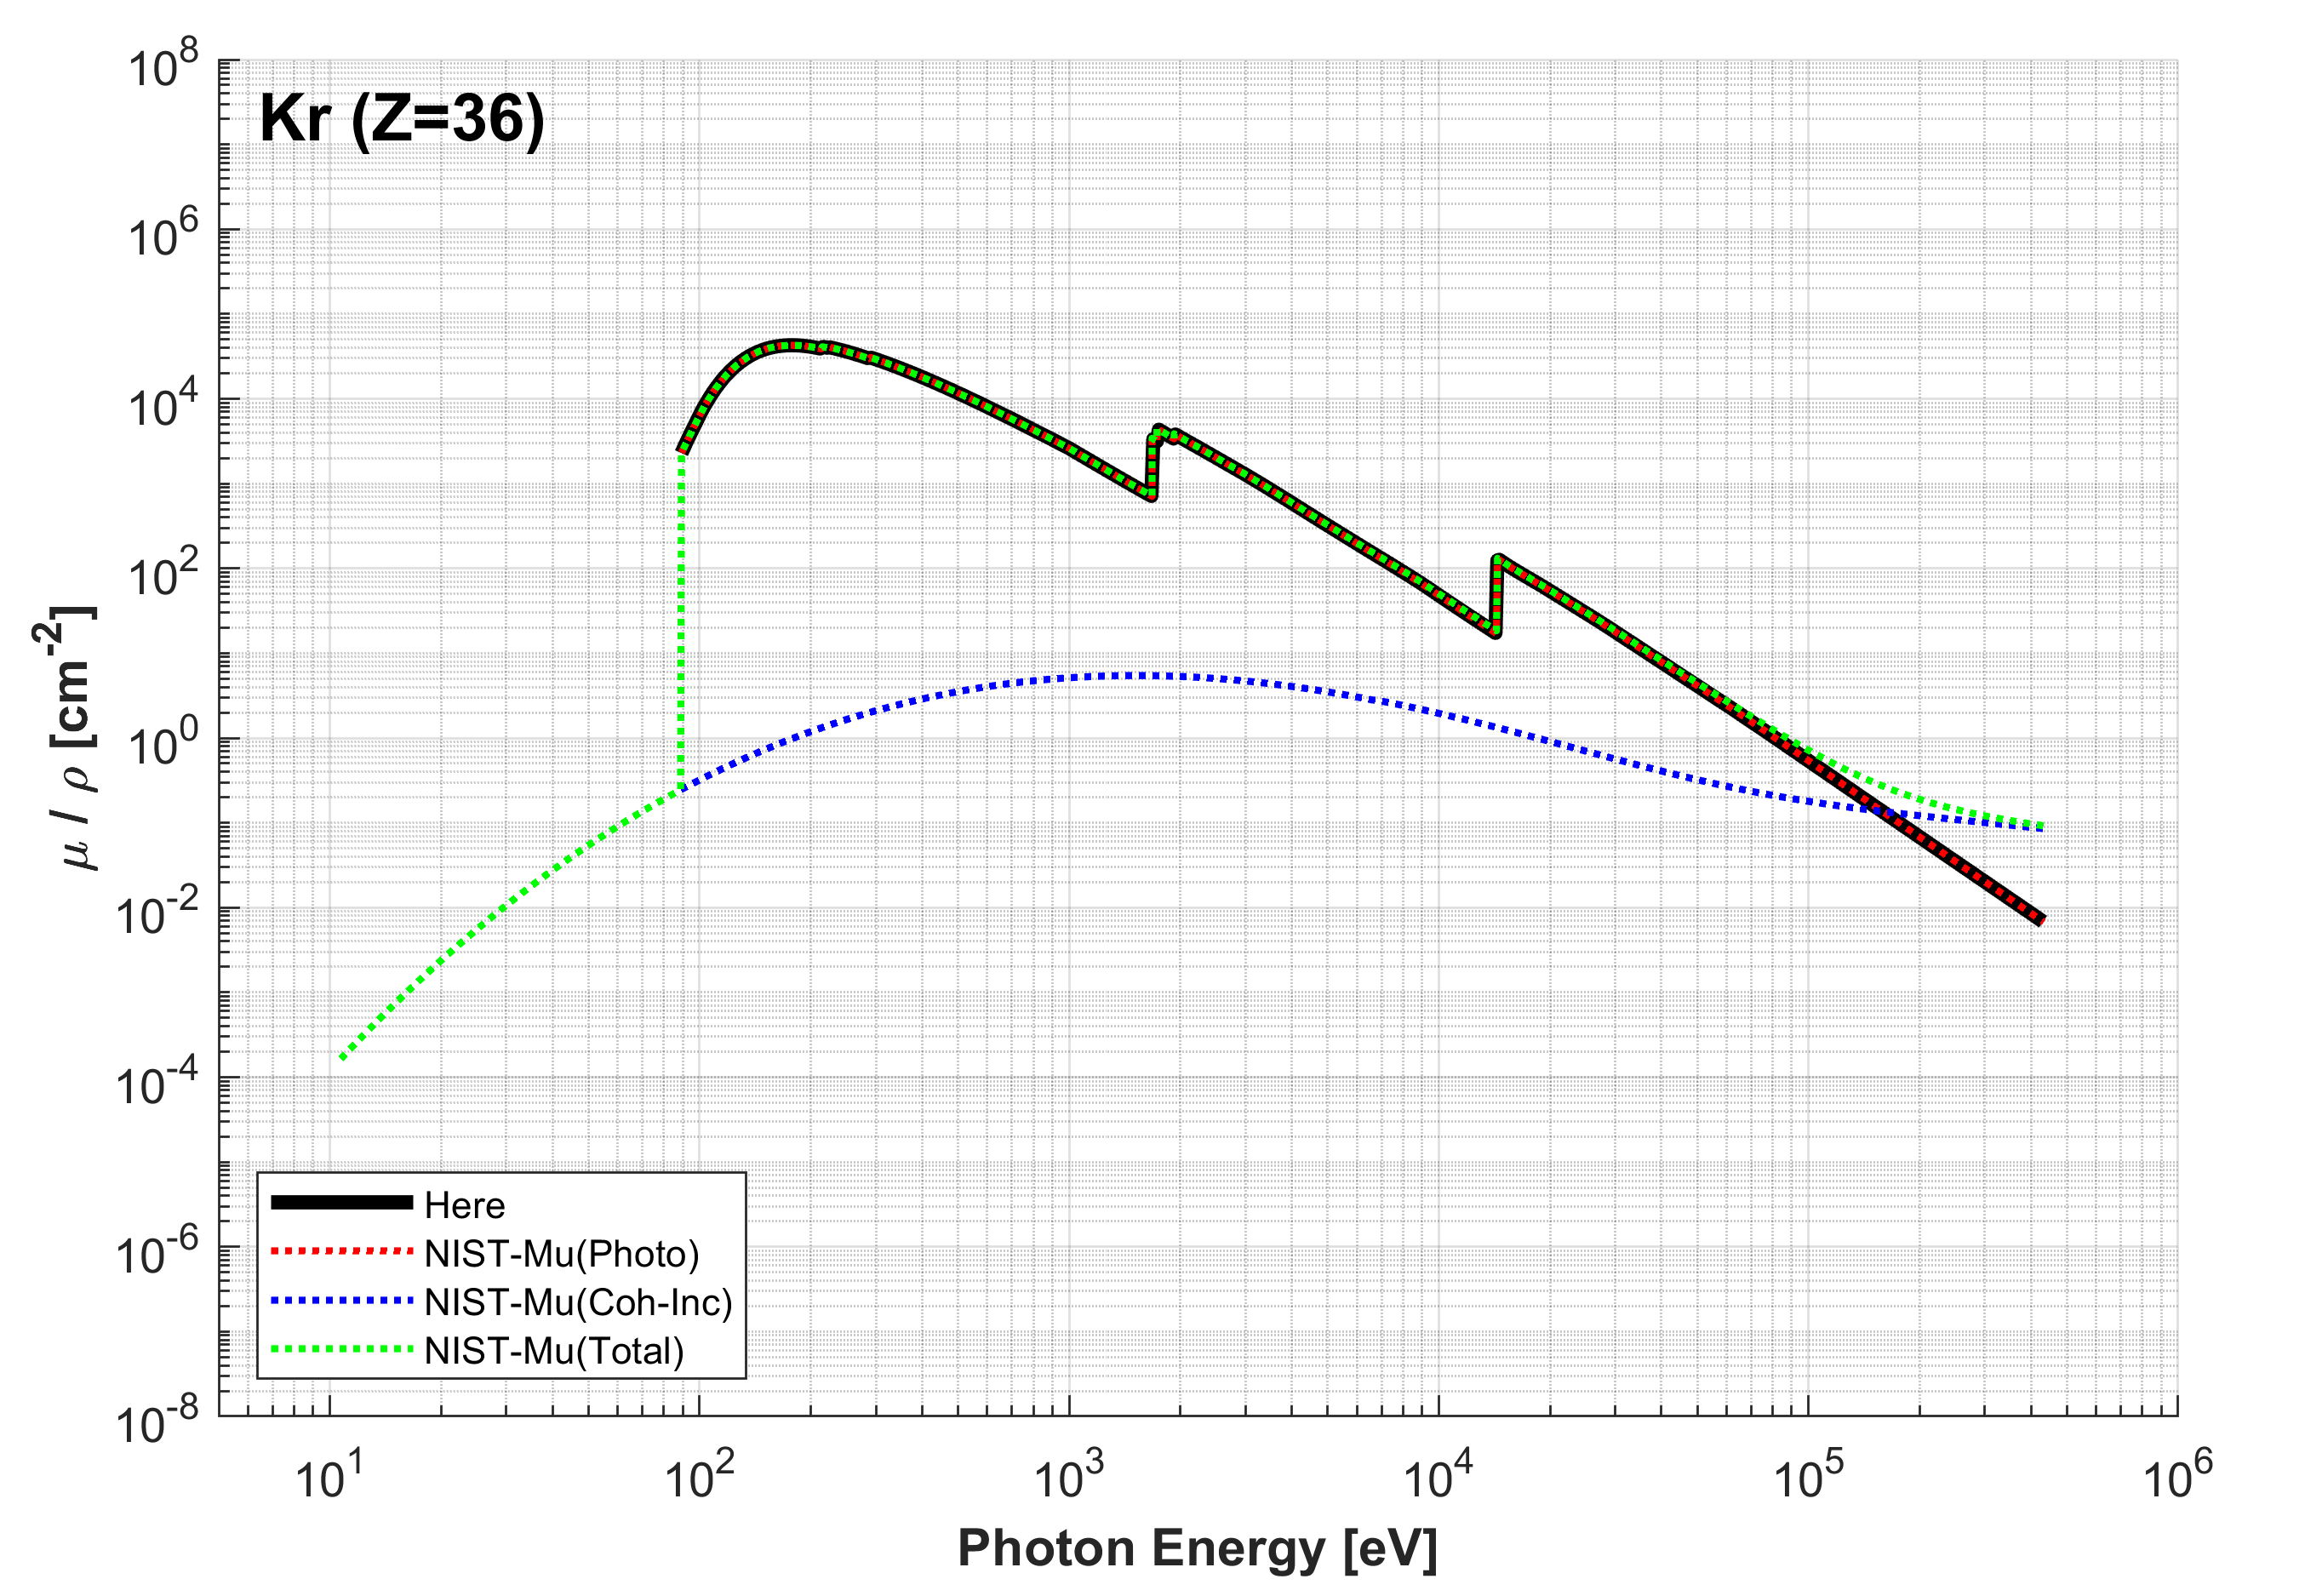 Kr (Z=36)
10^8
10^6
10^4
10^2
10^0
10^-2
10^-4
10^-6
10^-8
μ / ρ [cm^-2]
Here
NIST-Mu(Photo)
NIST-Mu(Coh-Inc)
NIST-Mu(Total)
10^1 10^2 10^3 10^4 10^5 10^6
Photon Energy [eV]